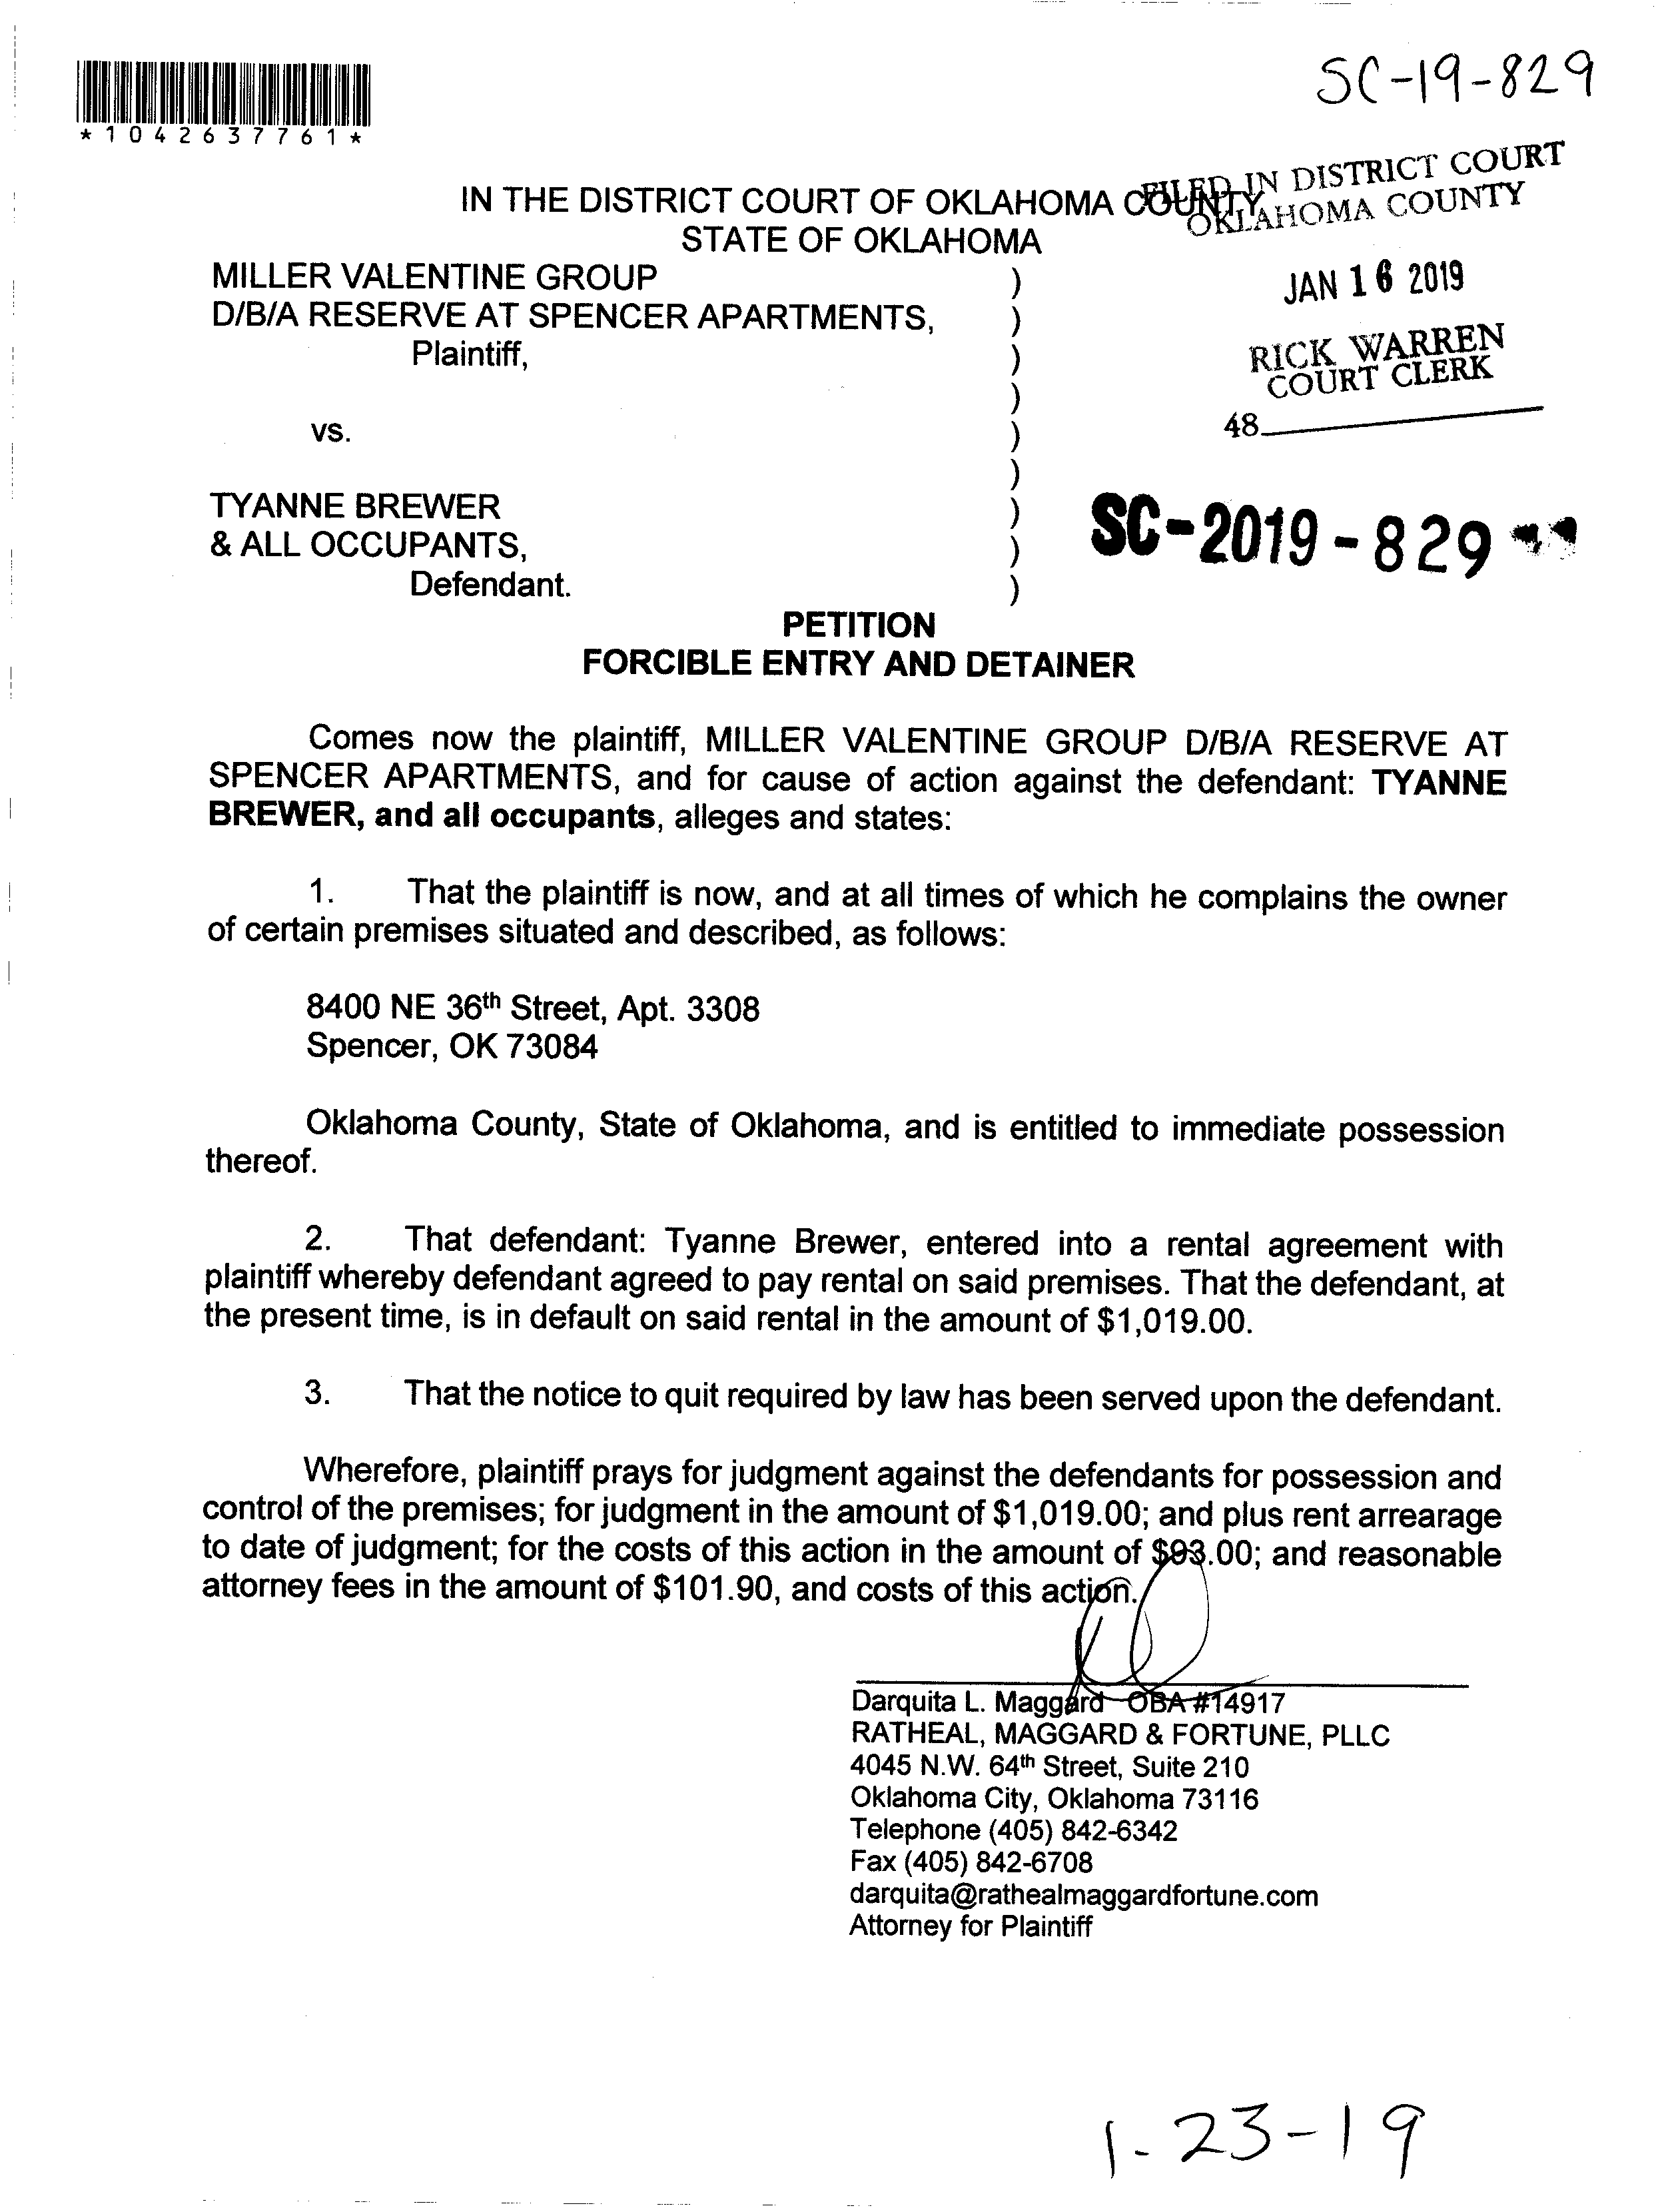 SC-19-829
*1042637761*
FILED IN DISTRICT COURT
OKLAHOMA COUNTY
IN THE DISTRICT COURT OF OKLAHOMA COUNTY
STATE OF OKLAHOMA
MILLER VALENTINE GROUP )
D/B/A RESERVE AT SPENCER APARTMENTS, )
Plaintiff, )
)
vs. )
)
TYANNE BREWER )
& ALL OCCUPANTS, )
Defendant. )
JAN 16 2019
RICK WARREN
COURT CLERK
48
SC-2019-829
PETITION
FORCIBLE ENTRY AND DETAINER
Comes now the plaintiff, MILLER VALENTINE GROUP D/B/A RESERVE AT
SPENCER APARTMENTS, and for cause of action against the defendant: TYANNE
BREWER, and all occupants, alleges and states:
1. That the plaintiff is now, and at all times of which he complains the owner
of certain premises situated and described, as follows:
8400 NE 36th Street, Apt. 3308
Spencer, OK 73084
Oklahoma County, State of Oklahoma, and is entitled to immediate possession
thereof.
2. That defendant: Tyanne Brewer, entered into a rental agreement with
plaintiff whereby defendant agreed to pay rental on said premises. That the defendant, at
the present time, is in default on said rental in the amount of $1,019.00.
3. That the notice to quit required by law has been served upon the defendant.
Wherefore, plaintiff prays for judgment against the defendants for possession and
control of the premises; for judgment in the amount of $1,019.00; and plus rent arrearage
to date of judgment; for the costs of this action in the amount of $93.00; and reasonable
attorney fees in the amount of $101.90, and costs of this action.
Darquita L. Maggard OBA #14917
RATHEAL, MAGGARD & FORTUNE, PLLC
4045 N.W. 64th Street, Suite 210
Oklahoma City, Oklahoma 73116
Telephone (405) 842-6342
Fax (405) 842-6708
darquita@rathealmaggardfortune.com
Attorney for Plaintiff
1-23-19